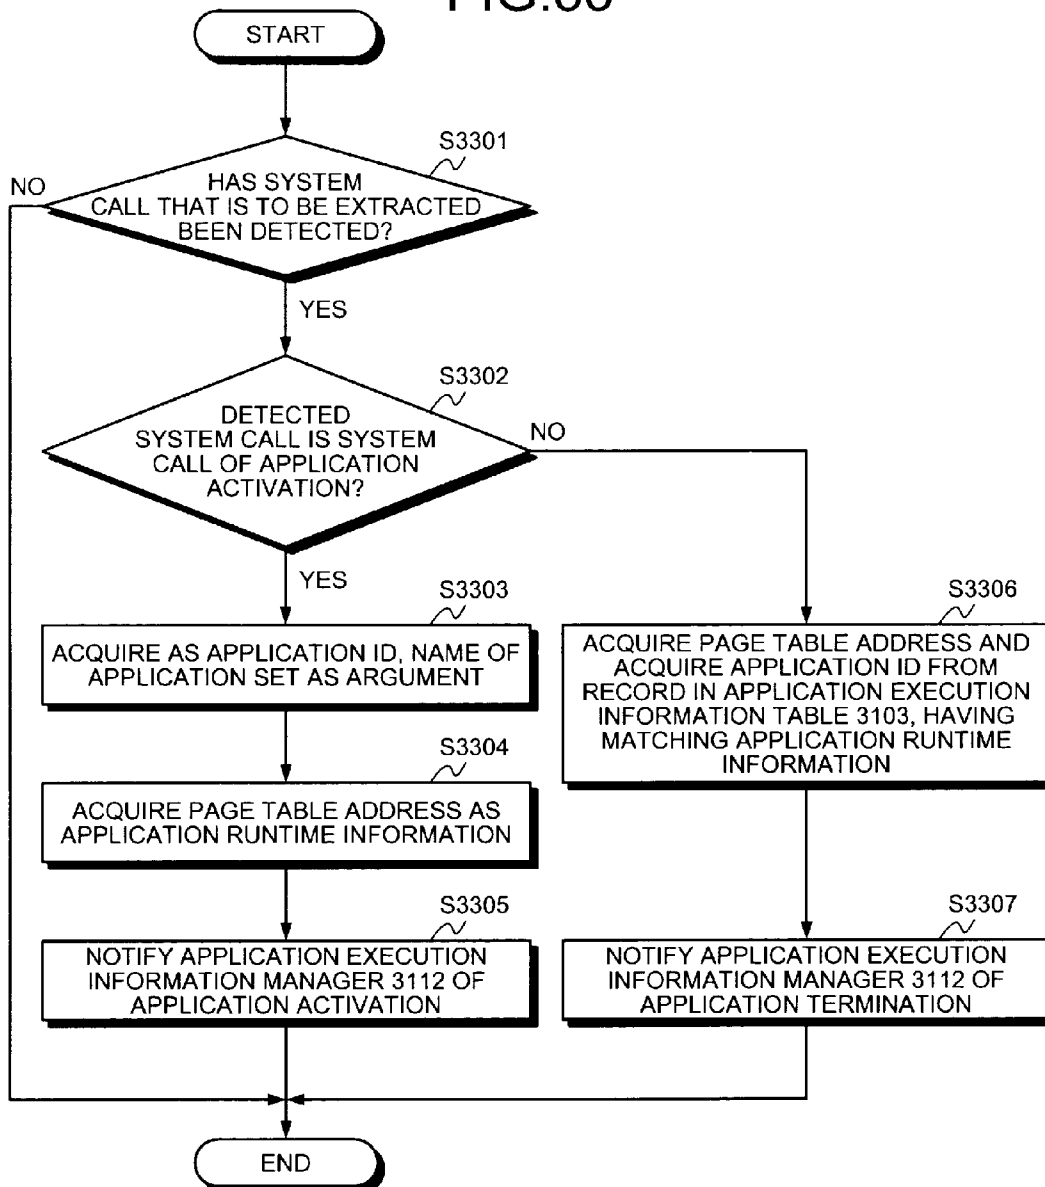 START
S3301
NO
HAS SYSTEM
CALL THAT IS TO BE EXTRACTED
BEEN DETECTED?
YES
S3302
DETECTED
SYSTEM CALL IS SYSTEM
CALL OF APPLICATION
ACTIVATION?
NO
YES
S3303
ACQUIRE AS APPLICATION ID, NAME OF
APPLICATION SET AS ARGUMENT
S3306
ACQUIRE PAGE TABLE ADDRESS AND
ACQUIRE APPLICATION ID FROM
RECORD IN APPLICATION EXECUTION
INFORMATION TABLE 3103, HAVING
MATCHING APPLICATION RUNTIME
INFORMATION
S3304
ACQUIRE PAGE TABLE ADDRESS AS
APPLICATION RUNTIME INFORMATION
S3305
NOTIFY APPLICATION EXECUTION
INFORMATION MANAGER 3112 OF
APPLICATION ACTIVATION
S3307
NOTIFY APPLICATION EXECUTION
INFORMATION MANAGER 3112 OF
APPLICATION TERMINATION
END